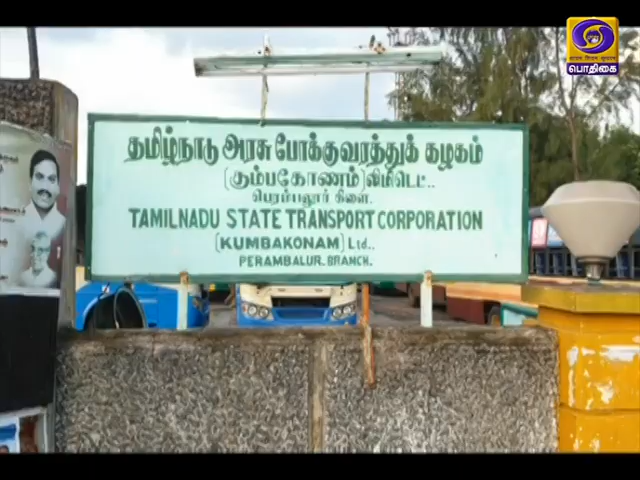 பொதிகை
தமிழ்நாடு அரசு போக்குவரத்துக் கழகம்
(கும்பகோணம்) லிமிடெட்..
பெரம்பலூர் கிளை.
TAMILNADU STATE TRANSPORT CORPORATION
(KUMBAKONAM) Ltd..,
PERAMBALUR. BRANCH.